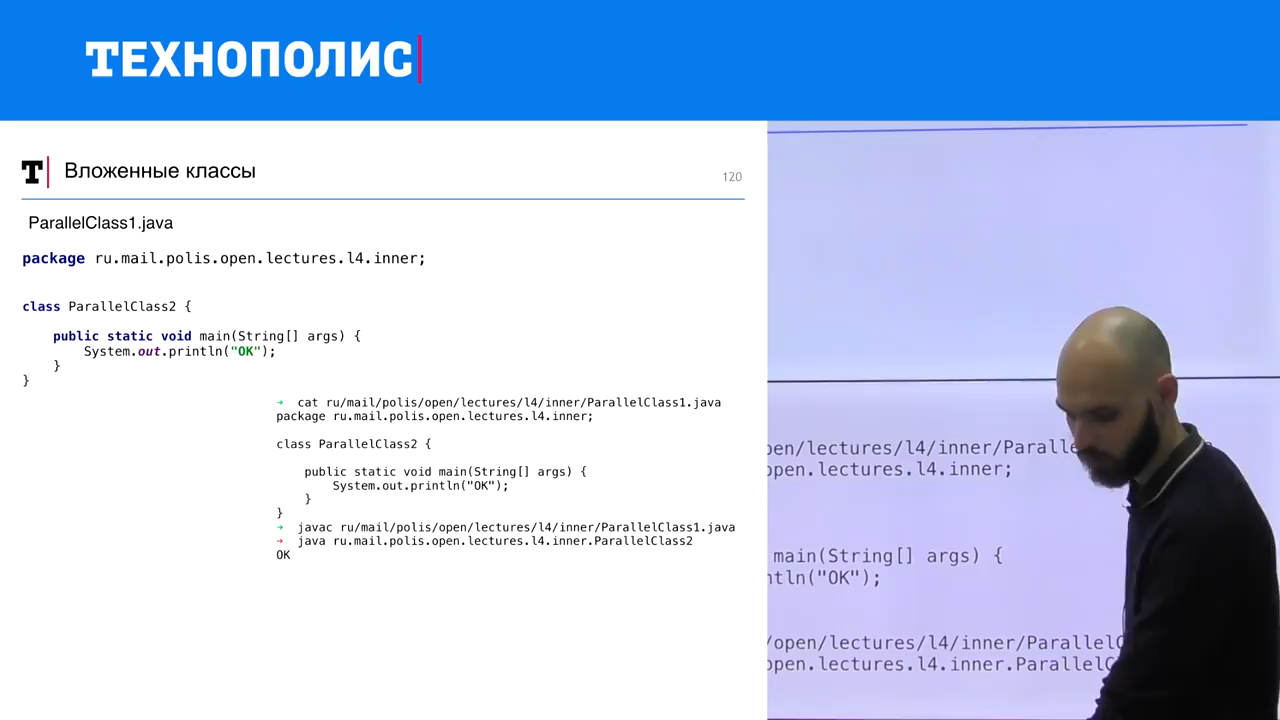 ТЕХНОПОЛИС
T Вложенные классы
120
ParallelClass1.java
package ru.mail.polis.open.lectures.l4.inner;
class ParallelClass2 {
public static void main(String[] args) {
System.out.println("OK");
}
}
➜ cat ru/mail/polis/open/lectures/l4/inner/ParallelClass1.java
package ru.mail.polis.open.lectures.l4.inner;
class ParallelClass2 {
public static void main(String[] args) {
System.out.println("OK");
}
}
➜ javac ru/mail/polis/open/lectures/l4/inner/ParallelClass1.java
➜ java ru.mail.polis.open.lectures.l4.inner.ParallelClass2
OK
pen/lectures/l4/inner/Paralle
open.lectures.l4.inner;
main(String[] args) {
ntln("OK");
/open/lectures/l4/inner/ParallelC
open.lectures.l4.inner.ParallelC